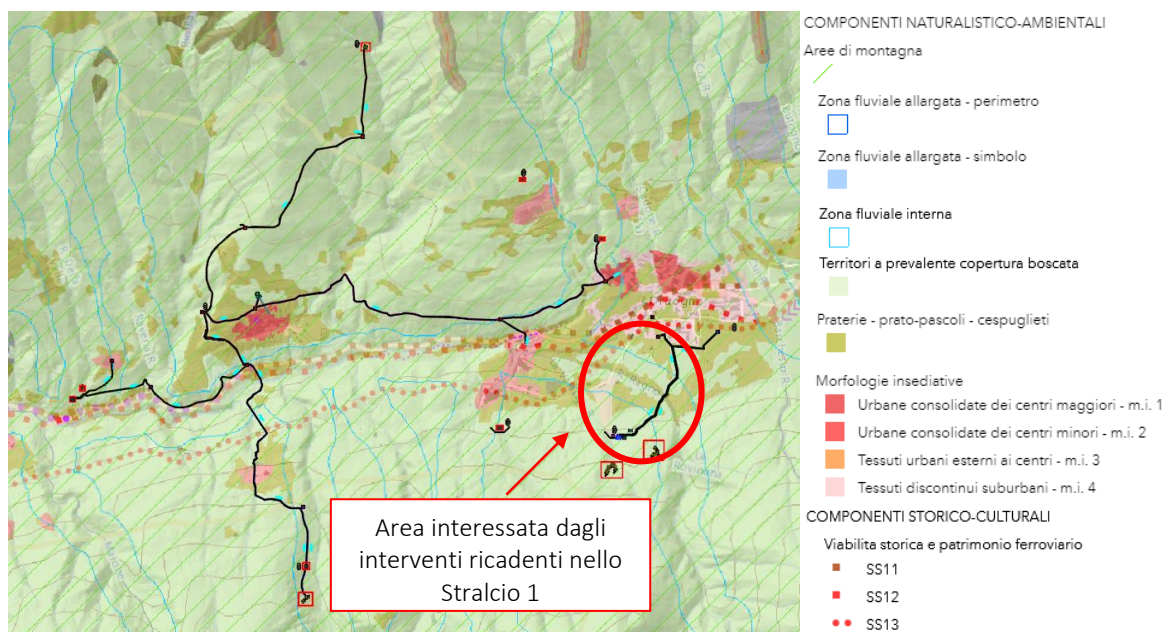 COMPONENTI NATURALISTICO-AMBIENTALI
Aree di montagna
Zona fluviale allargata - perimetro
Zona fluviale allargata - simbolo
Zona fluviale interna
Territori a prevalente copertura boscata
Praterie - prato-pascoli - cespuglieti
Morfologie insediative
Urbane consolidate dei centri maggiori - m.i. 1
Urbane consolidate dei centri minori - m.i. 2
Tessuti urbani esterni ai centri - m.i. 3
Tessuti discontinui suburbani - m.i. 4
COMPONENTI STORICO-CULTURALI
Viabilita storica e patrimonio ferroviario
SS11
SS12
SS13
Area interessata dagli
interventi ricadenti nello
Stralcio 1